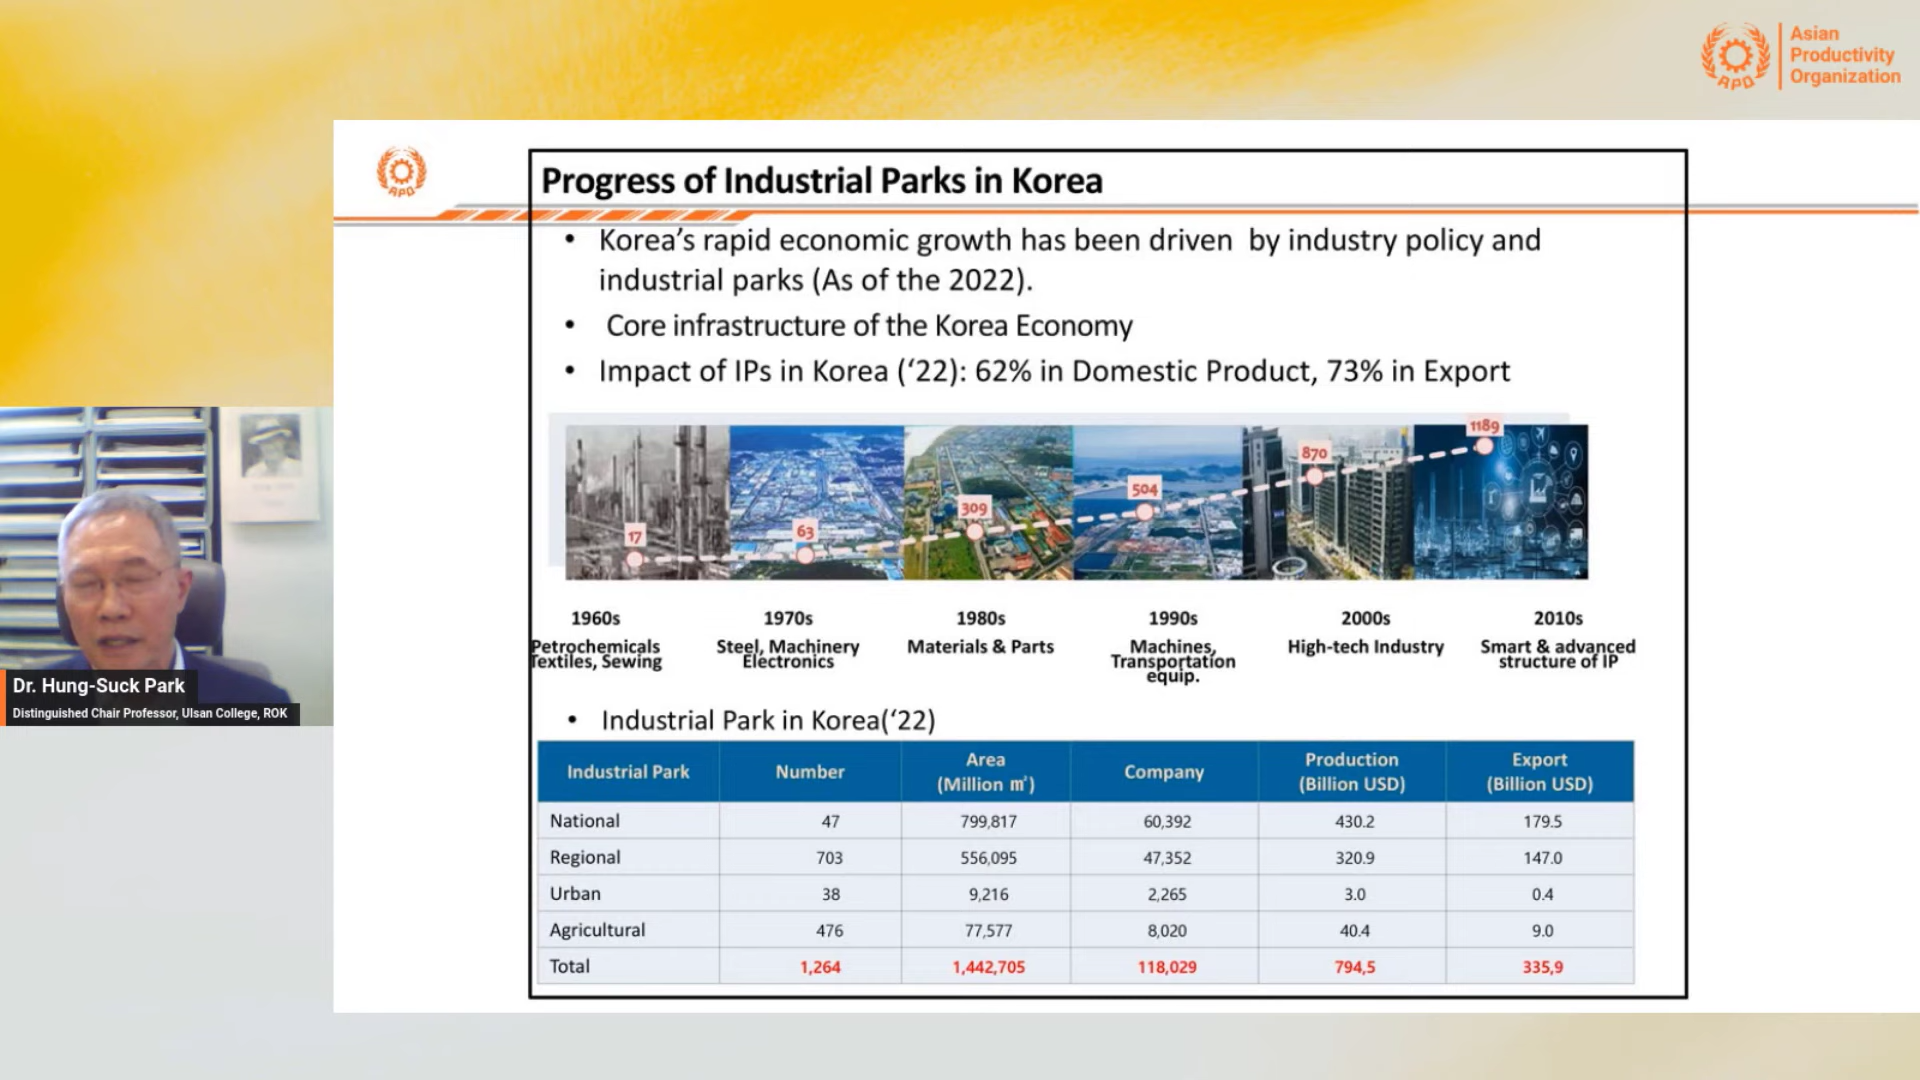 Asian
Productivity
Organization
APO
APO
Progress of Industrial Parks in Korea
• Korea’s rapid economic growth has been driven by industry policy and
industrial parks (As of the 2022).
• Core infrastructure of the Korea Economy
• Impact of IPs in Korea (‘22): 62% in Domestic Product, 73% in Export
17
63
309
504
870
1189
1960s 1970s 1980s 1990s 2000s 2010s
Petrochemicals
Textiles, Sewing
Steel, Machinery
Electronics
Materials & Parts
Machines,
Transportation
equip.
High-tech Industry
Smart & advanced
structure of IP
Dr. Hung-Suck Park
Distinguished Chair Professor, Ulsan College, ROK
• Industrial Park in Korea(‘22)
Industrial Park Number Area (Million ㎡) Company Production (Billion USD) Export (Billion USD)
National 47 799,817 60,392 430.2 179.5
Regional 703 556,095 47,352 320.9 147.0
Urban 38 9,216 2,265 3.0 0.4
Agricultural 476 77,577 8,020 40.4 9.0
Total 1,264 1,442,705 118,029 794,5 335,9